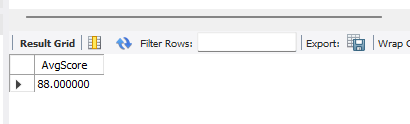 Result Grid Filter Rows: Export: Wrap C
AvgScore
88.000000